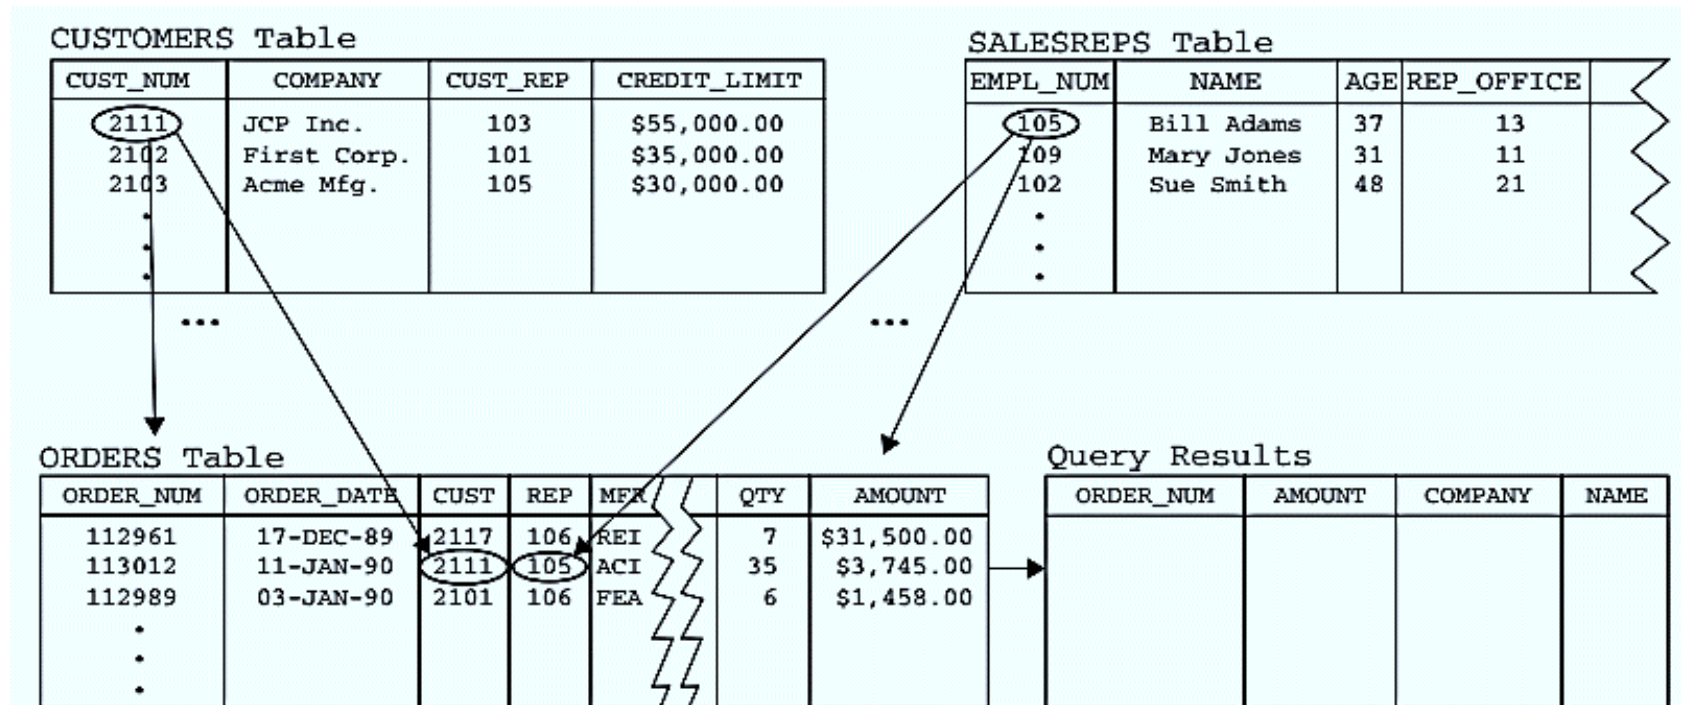 CUSTOMERS Table
CUST_NUM COMPANY CUST_REP CREDIT_LIMIT
2111 JCP Inc. 103 $55,000.00
2102 First Corp. 101 $35,000.00
2103 Acme Mfg. 105 $30,000.00
...
SALESREPS Table
EMPL_NUM NAME AGE REP_OFFICE
105 Bill Adams 37 13
109 Mary Jones 31 11
102 Sue Smith 48 21
...
ORDERS Table
ORDER_NUM ORDER_DATE CUST REP MFR QTY AMOUNT
112961 17-DEC-89 2117 106 REI 7 $31,500.00
113012 11-JAN-90 2111 105 ACI 35 $3,745.00
112989 03-JAN-90 2101 106 FEA 6 $1,458.00
Query Results
ORDER_NUM AMOUNT COMPANY NAME